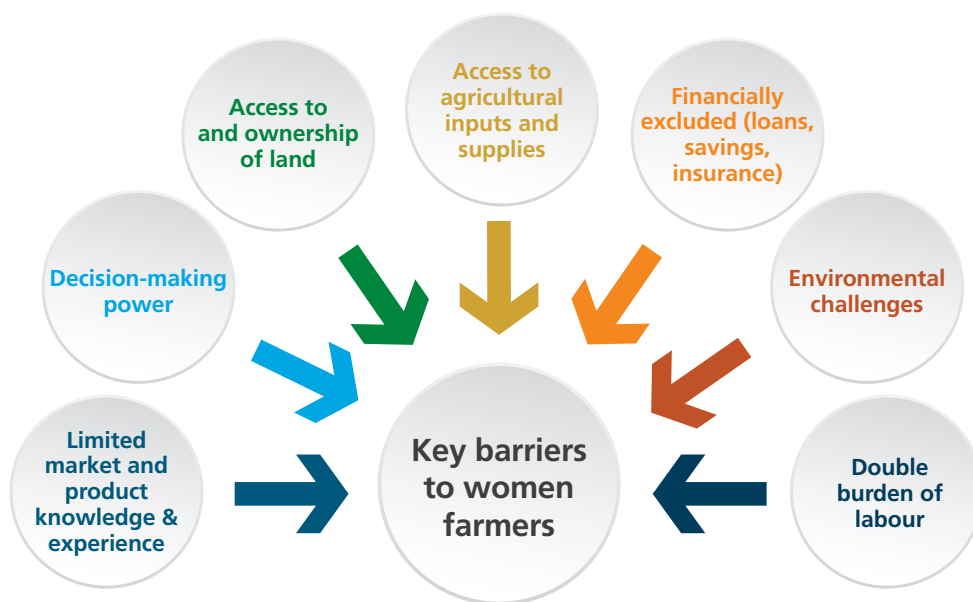 Access to
agricultural
inputs and
supplies
Financially
excluded (loans,
savings,
insurance)
Access to
and ownership
of land
Decision-making
power
Environmental
challenges
Limited
market and
product
knowledge &
experience
Key barriers
to women
farmers
Double
burden of
labour